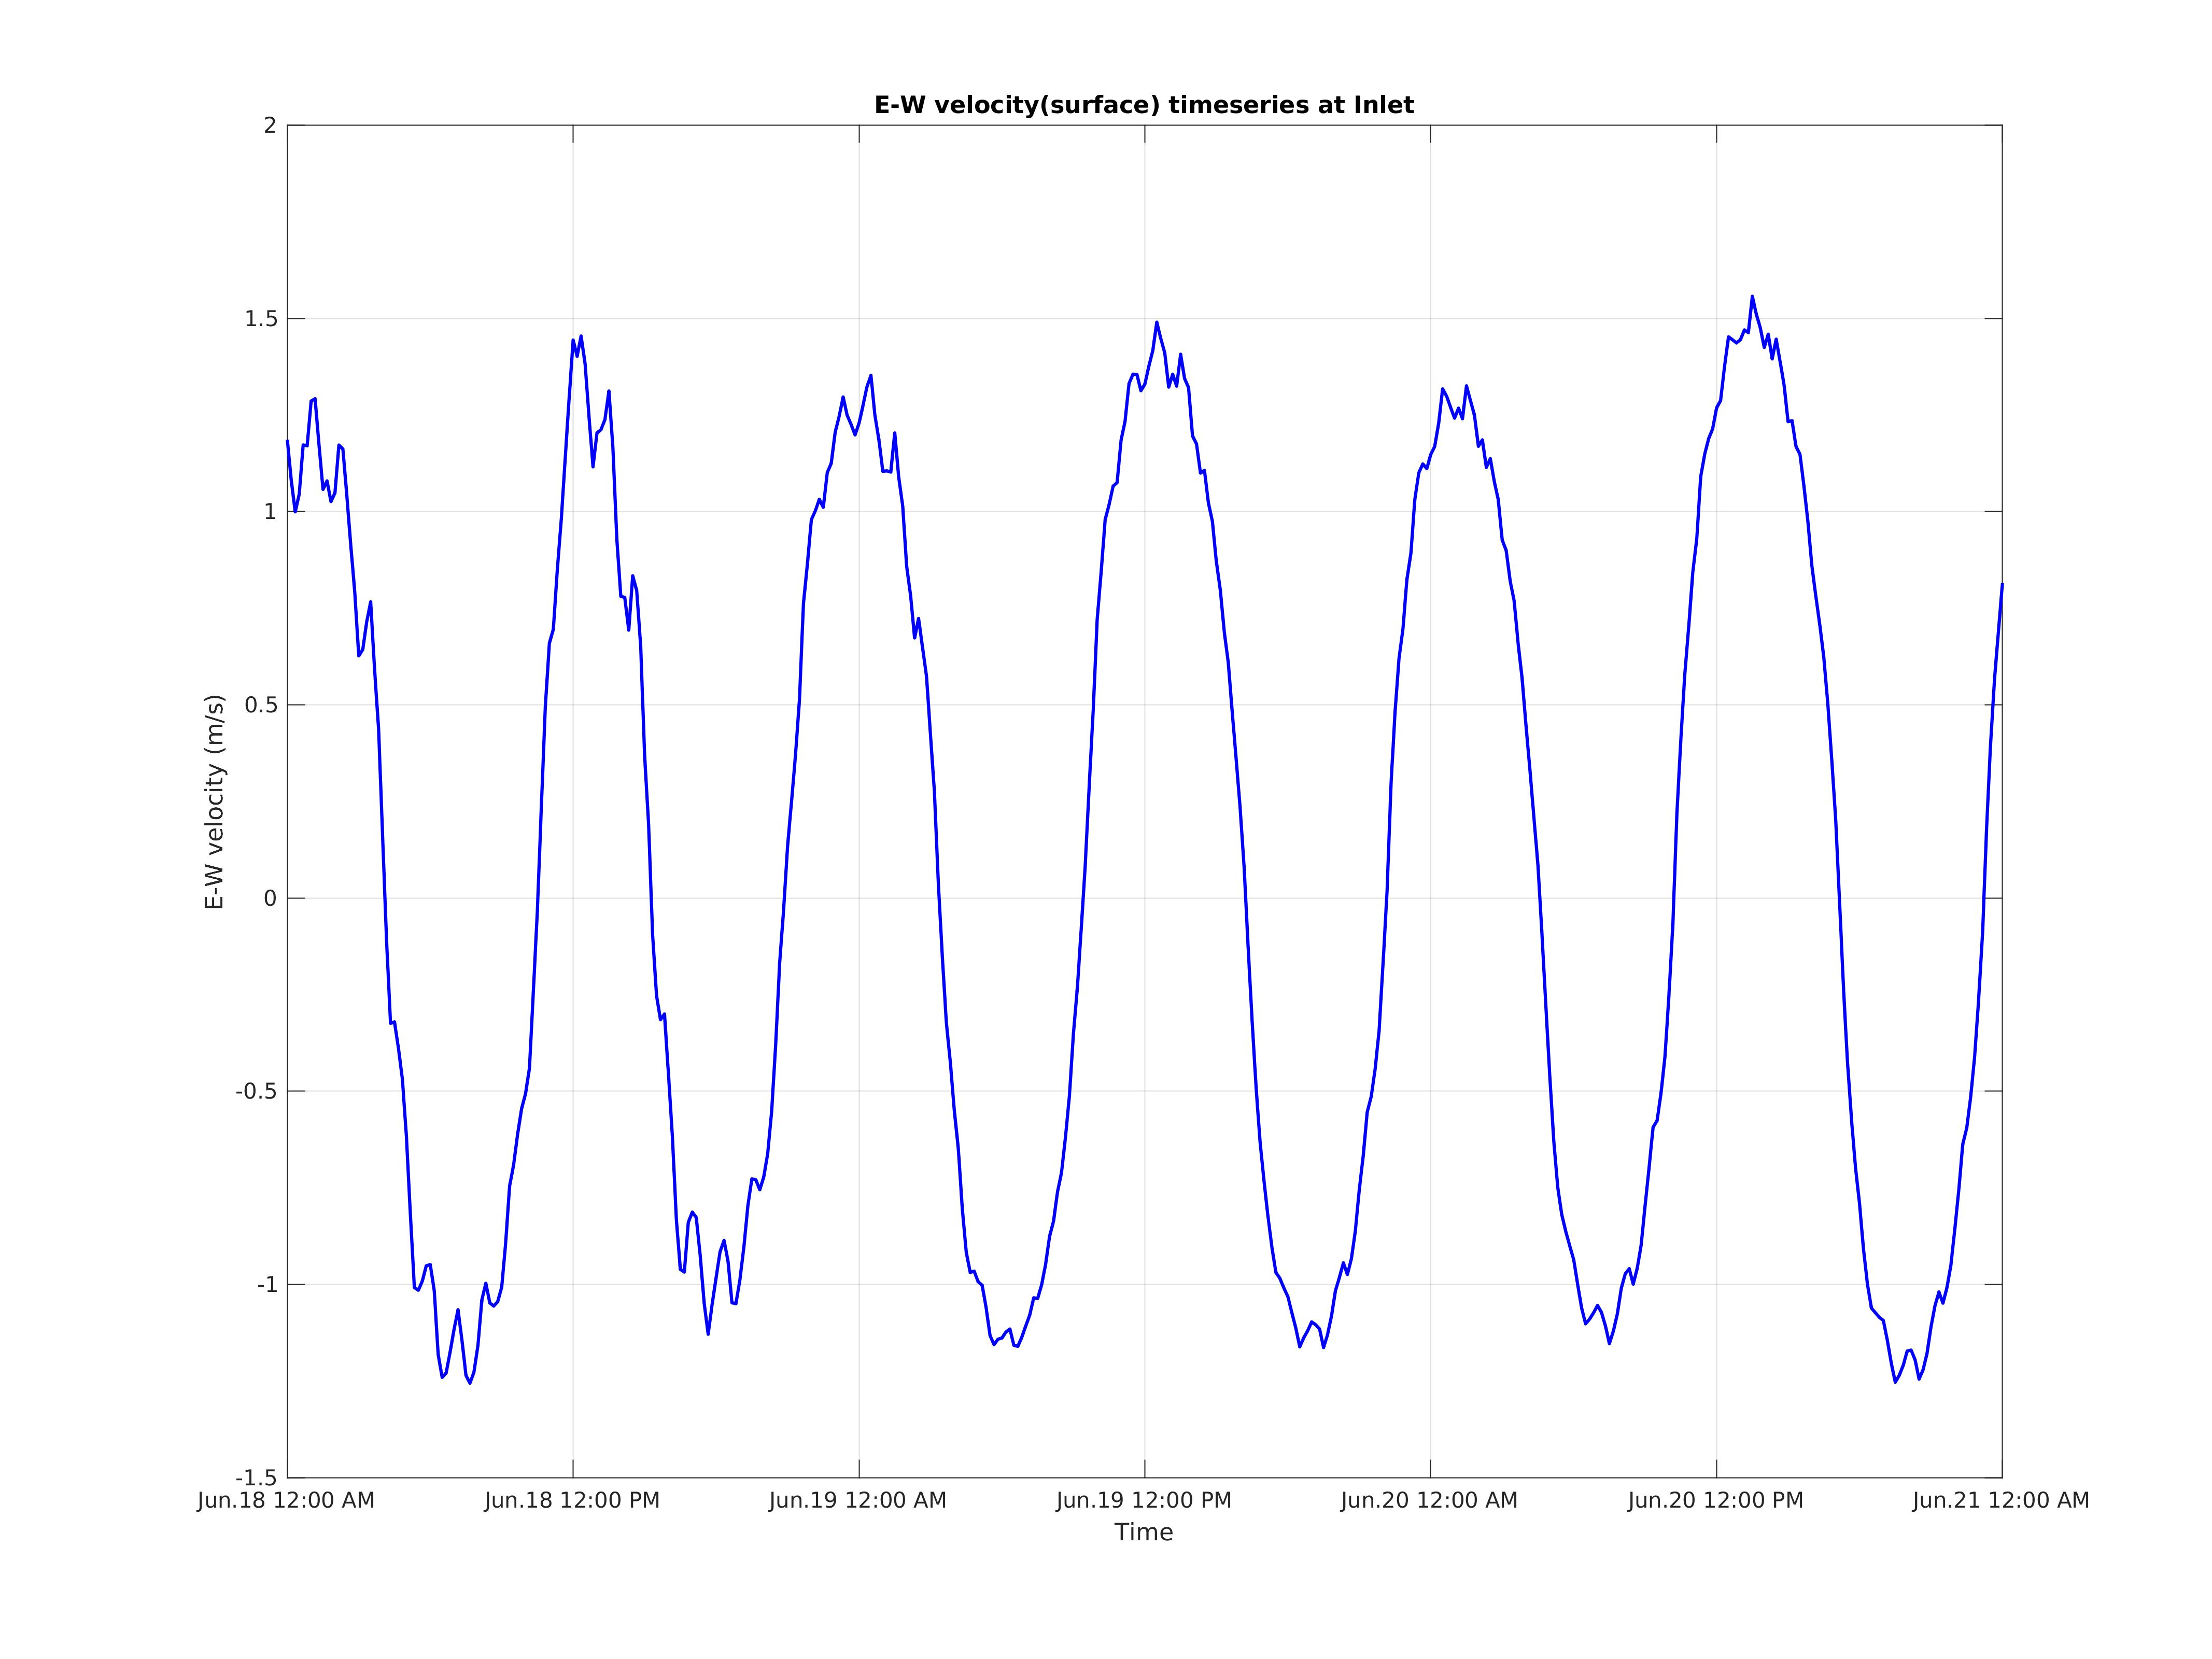 E-W velocity(surface) timeseries at Inlet
2
1.5
1
0.5
0
-0.5
-1
-1.5
E-W velocity (m/s)
Jun.18 12:00 AM
Jun.18 12:00 PM
Jun.19 12:00 AM
Jun.19 12:00 PM
Jun.20 12:00 AM
Jun.20 12:00 PM
Jun.21 12:00 AM
Time